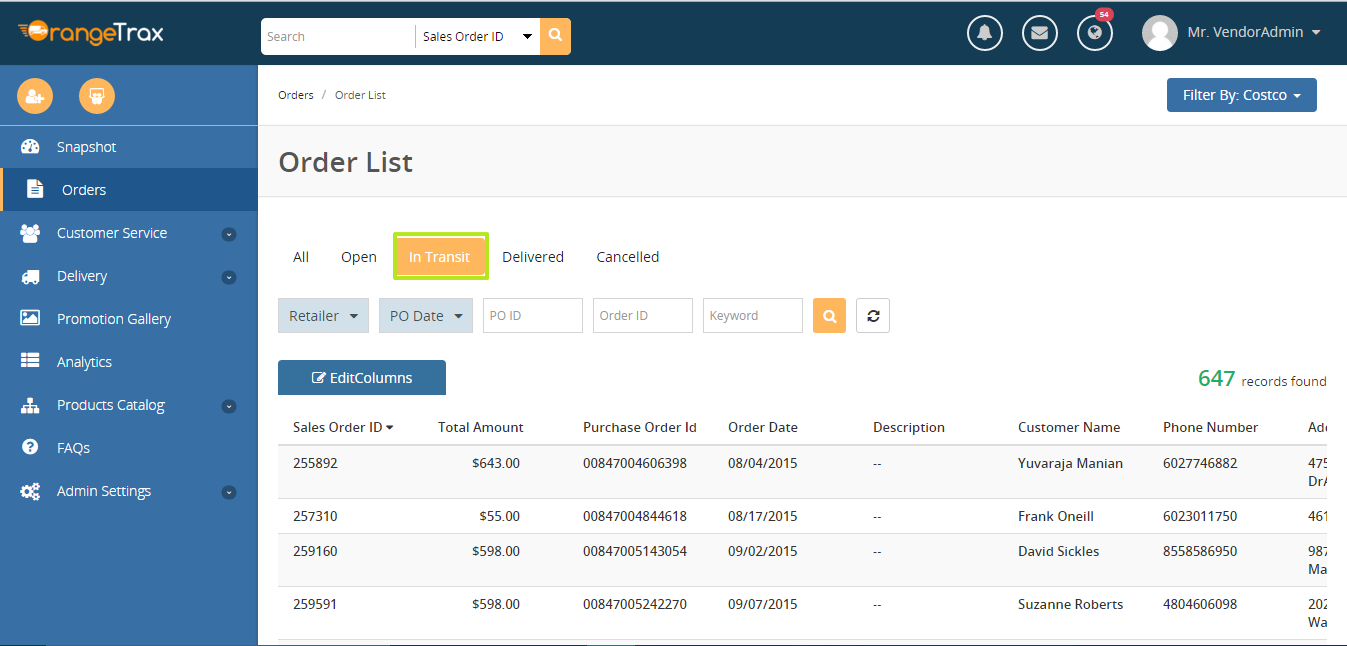 OrangeTrax
Search
Sales Order ID
54
Mr. VendorAdmin
Orders / Order List
Filter By: Costco
Snapshot
Orders
Customer Service
Delivery
Promotion Gallery
Analytics
Products Catalog
FAQs
Admin Settings
Order List
All Open In Transit Delivered Cancelled
Retailer PO Date PO ID Order ID Keyword
EditColumns
647 records found
Sales Order ID Total Amount Purchase Order Id Order Date Description Customer Name Phone Number Add
255892 $643.00 00847004606398 08/04/2015 -- Yuvaraja Manian 6027746882 475
DrA
257310 $55.00 00847004844618 08/17/2015 -- Frank Oneill 6023011750 461
259160 $598.00 00847005143054 09/02/2015 -- David Sickles 8558586950 987
Ma
259591 $598.00 00847005242270 09/07/2015 -- Suzanne Roberts 4804606098 202
Wa